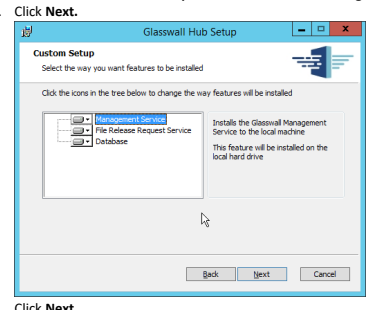 Click Next.
Glasswall Hub Setup
Custom Setup
Select the way you want features to be installed
Click the icons in the tree below to change the way features will be installed
Management Service
File Release Request Service
Database
Installs the Glasswall Management
Service to the local machine
This feature will be installed on the
local hard drive
Back Next Cancel
Click Next